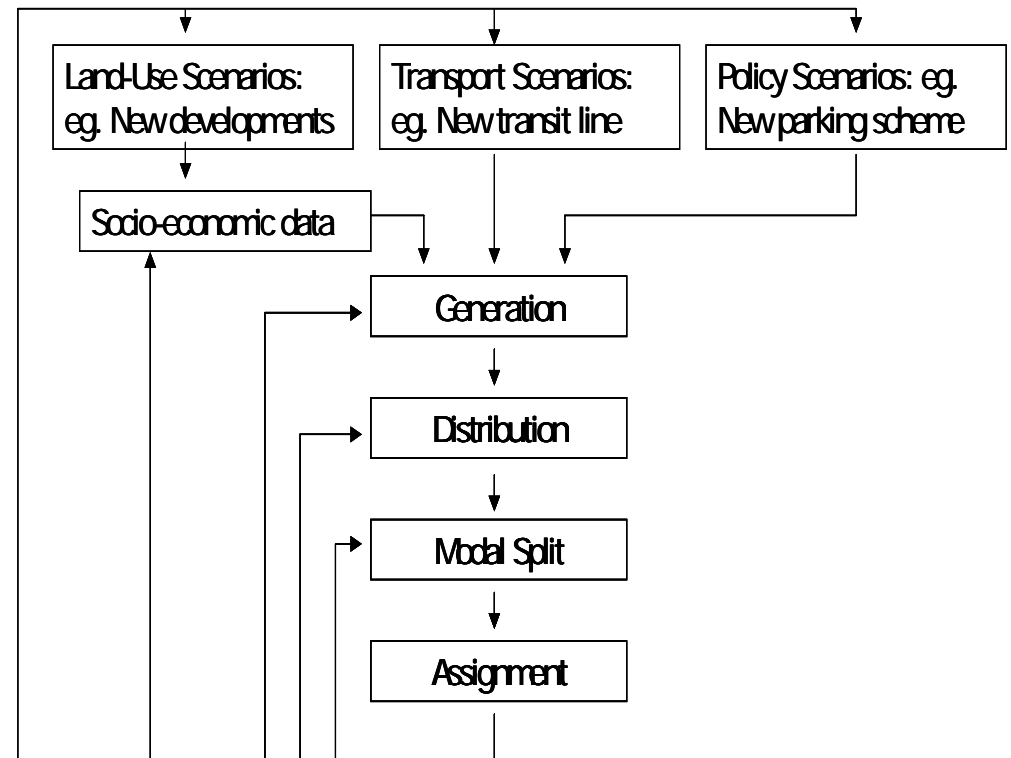 Land-Use Scenarios:
eg. New developments
Transport Scenarios:
eg. New transit line
Policy Scenarios: eg.
New parking scheme
Socio-economic data
Generation
Distribution
Modal Split
Assignment